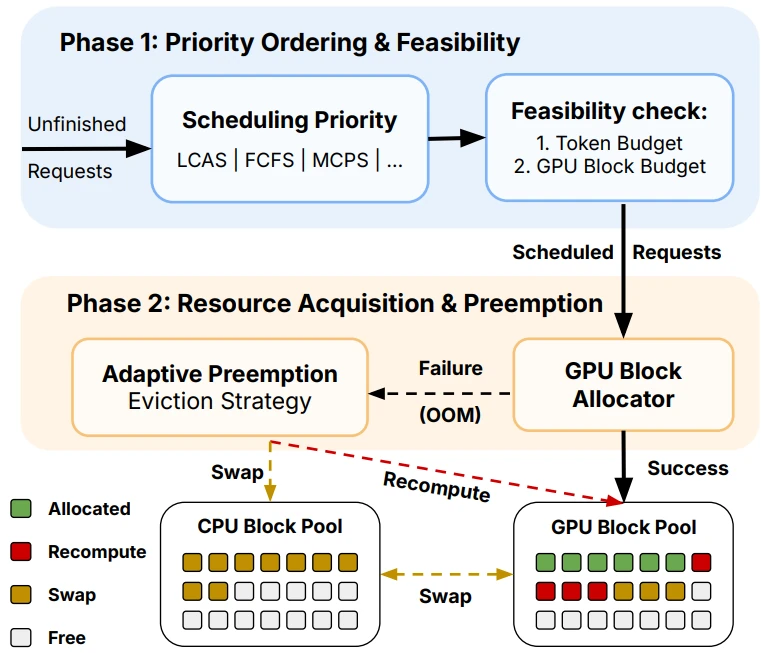 Phase 1: Priority Ordering & Feasibility
Unfinished
Requests
Scheduling Priority
LCAS | FCFS | MCPS | ...
Feasibility check:
1. Token Budget
2. GPU Block Budget
Scheduled Requests
Phase 2: Resource Acquisition & Preemption
Adaptive Preemption
Eviction Strategy
Failure
(OOM)
GPU Block
Allocator
Swap
Recompute
Success
Allocated
Recompute
Swap
Free
CPU Block Pool
Swap
GPU Block Pool